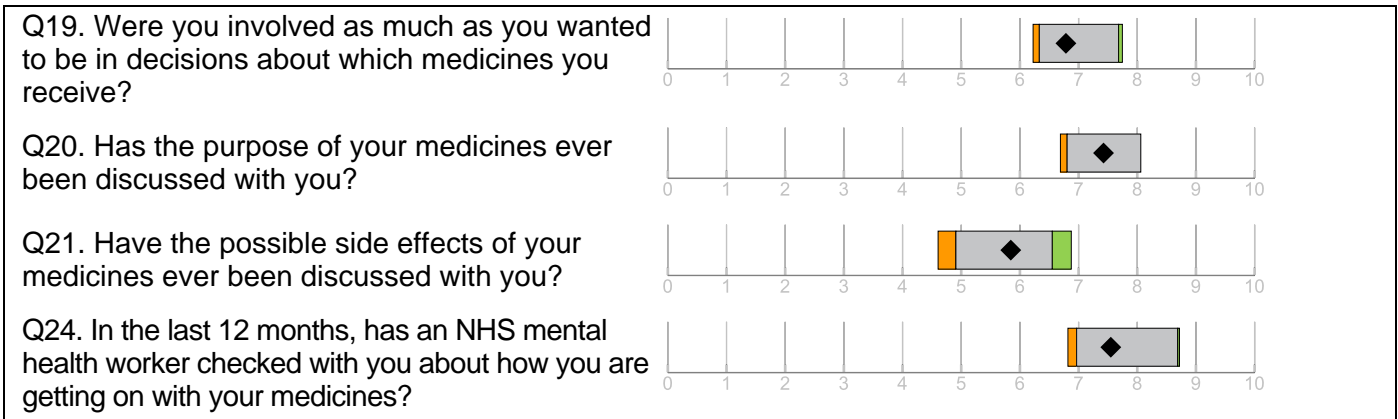 Q19. Were you involved as much as you wanted
to be in decisions about which medicines you
receive?
0 1 2 3 4 5 6 7 8 9 10
Q20. Has the purpose of your medicines ever
been discussed with you?
0 1 2 3 4 5 6 7 8 9 10
Q21. Have the possible side effects of your
medicines ever been discussed with you?
0 1 2 3 4 5 6 7 8 9 10
Q24. In the last 12 months, has an NHS mental
health worker checked with you about how you are
getting on with your medicines?
0 1 2 3 4 5 6 7 8 9 10